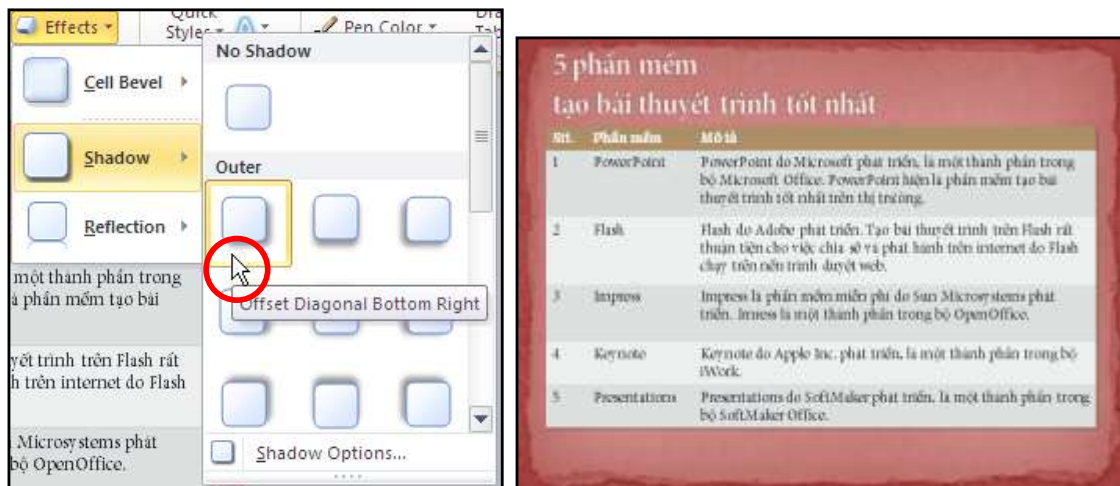 Effects
Quick
Styles
Pen Color
No Shadow
Cell Bevel
Shadow
Outer
Reflection
Offset Diagonal Bottom Right
một thành phần trong
à phần mềm tạo bài
yết trình trên Flash rất
h trên internet do Flash
Microsystems phát
bộ OpenOffice.
Shadow Options...
5 phần mềm
tạo bài thuyết trình tốt nhất
Stt. Phần mềm Mô tả
1 PowerPoint PowerPoint do Microsoft phát triển, là một thành phần trong
bộ Microsoft Office. PowerPoint hiện là phần mềm tạo bài
thuyết trình tốt nhất trên thị trường.
2 Flash Flash do Adobe phát triển. Tạo bài thuyết trình trên Flash rất
thuận tiện cho việc chia sẻ và phát hành trên internet do Flash
chạy trên nền trình duyệt web.
3 Impress Impress là phần mềm miễn phí do Sun Microsystems phát
triển. là một thành phần trong bộ OpenOffice.
4 Keynote Keynote do Apple Inc. phát triển, là một thành phần trong bộ
iWork.
5 Presentations Presentations do SoftMaker phát triển, là một thành phần trong
bộ SoftMaker Office.